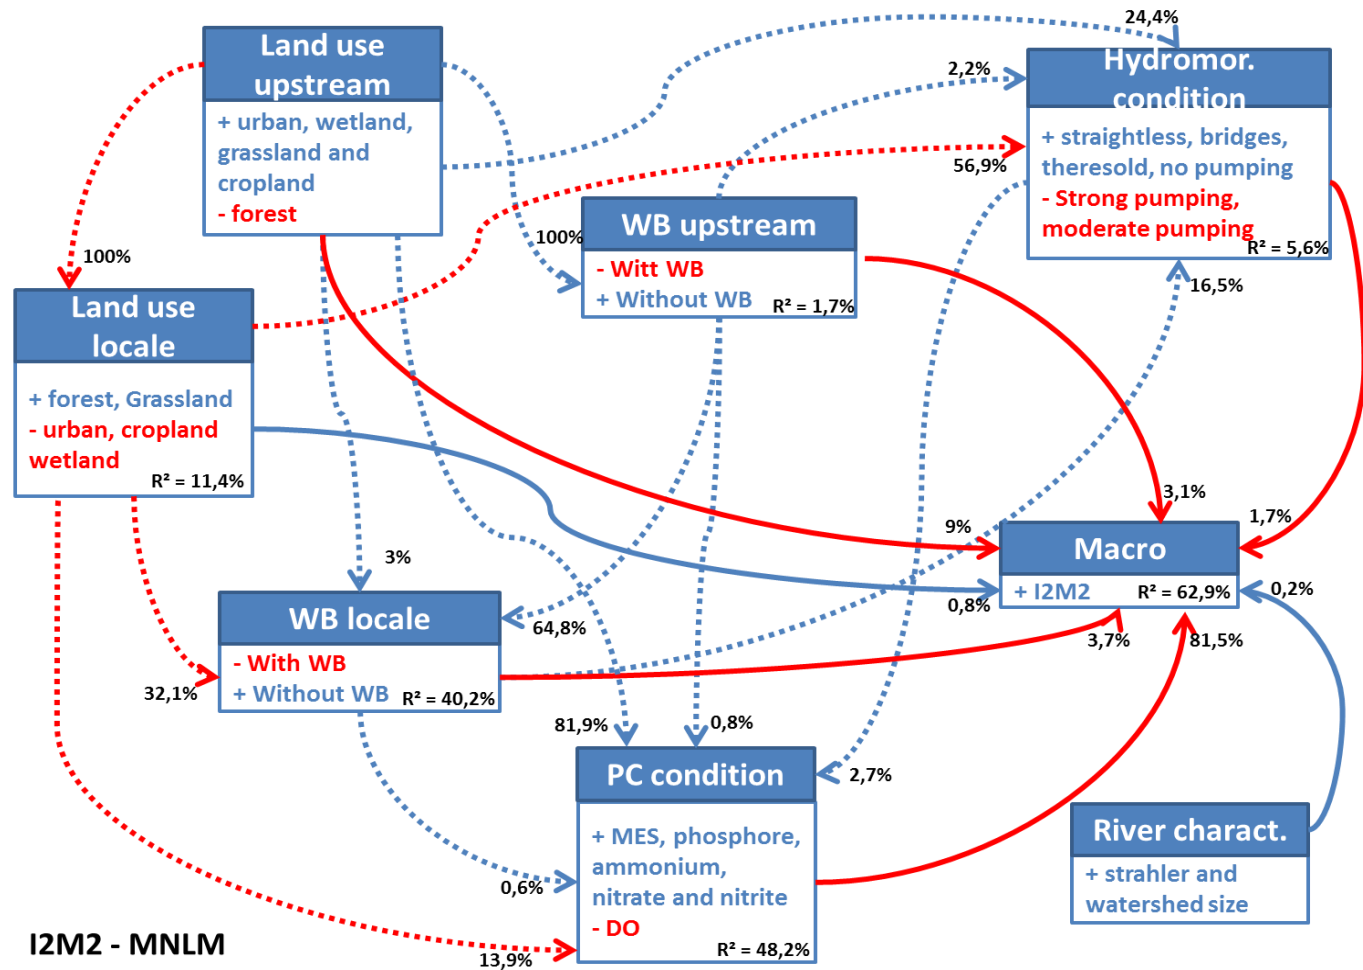 24,4%
Land use
upstream
+ urban, wetland,
grassland and
cropland
- forest
2,2%
Hydromor.
condition
+ straightless, bridges,
theresold, no pumping
- Strong pumping,
moderate pumping
R² = 5,6%
56,9%
WB upstream
- Witt WB
+ Without WB
R² = 1,7%
100%
100%
16,5%
Land use
locale
+ forest, Grassland
- urban, cropland
wetland
R² = 11,4%
3,1%
1,7%
9%
Macro
+ I2M2
R² = 62,9%
0,8%
0,2%
3%
WB locale
- With WB
+ Without WB
R² = 40,2%
64,8%
3,7%
81,5%
32,1%
81,9%
0,8%
2,7%
PC condition
+ MES, phosphore,
ammonium,
nitrate and nitrite
- DO
R² = 48,2%
0,6%
13,9%
River charact.
+ strahler and
watershed size
I2M2 - MNLM